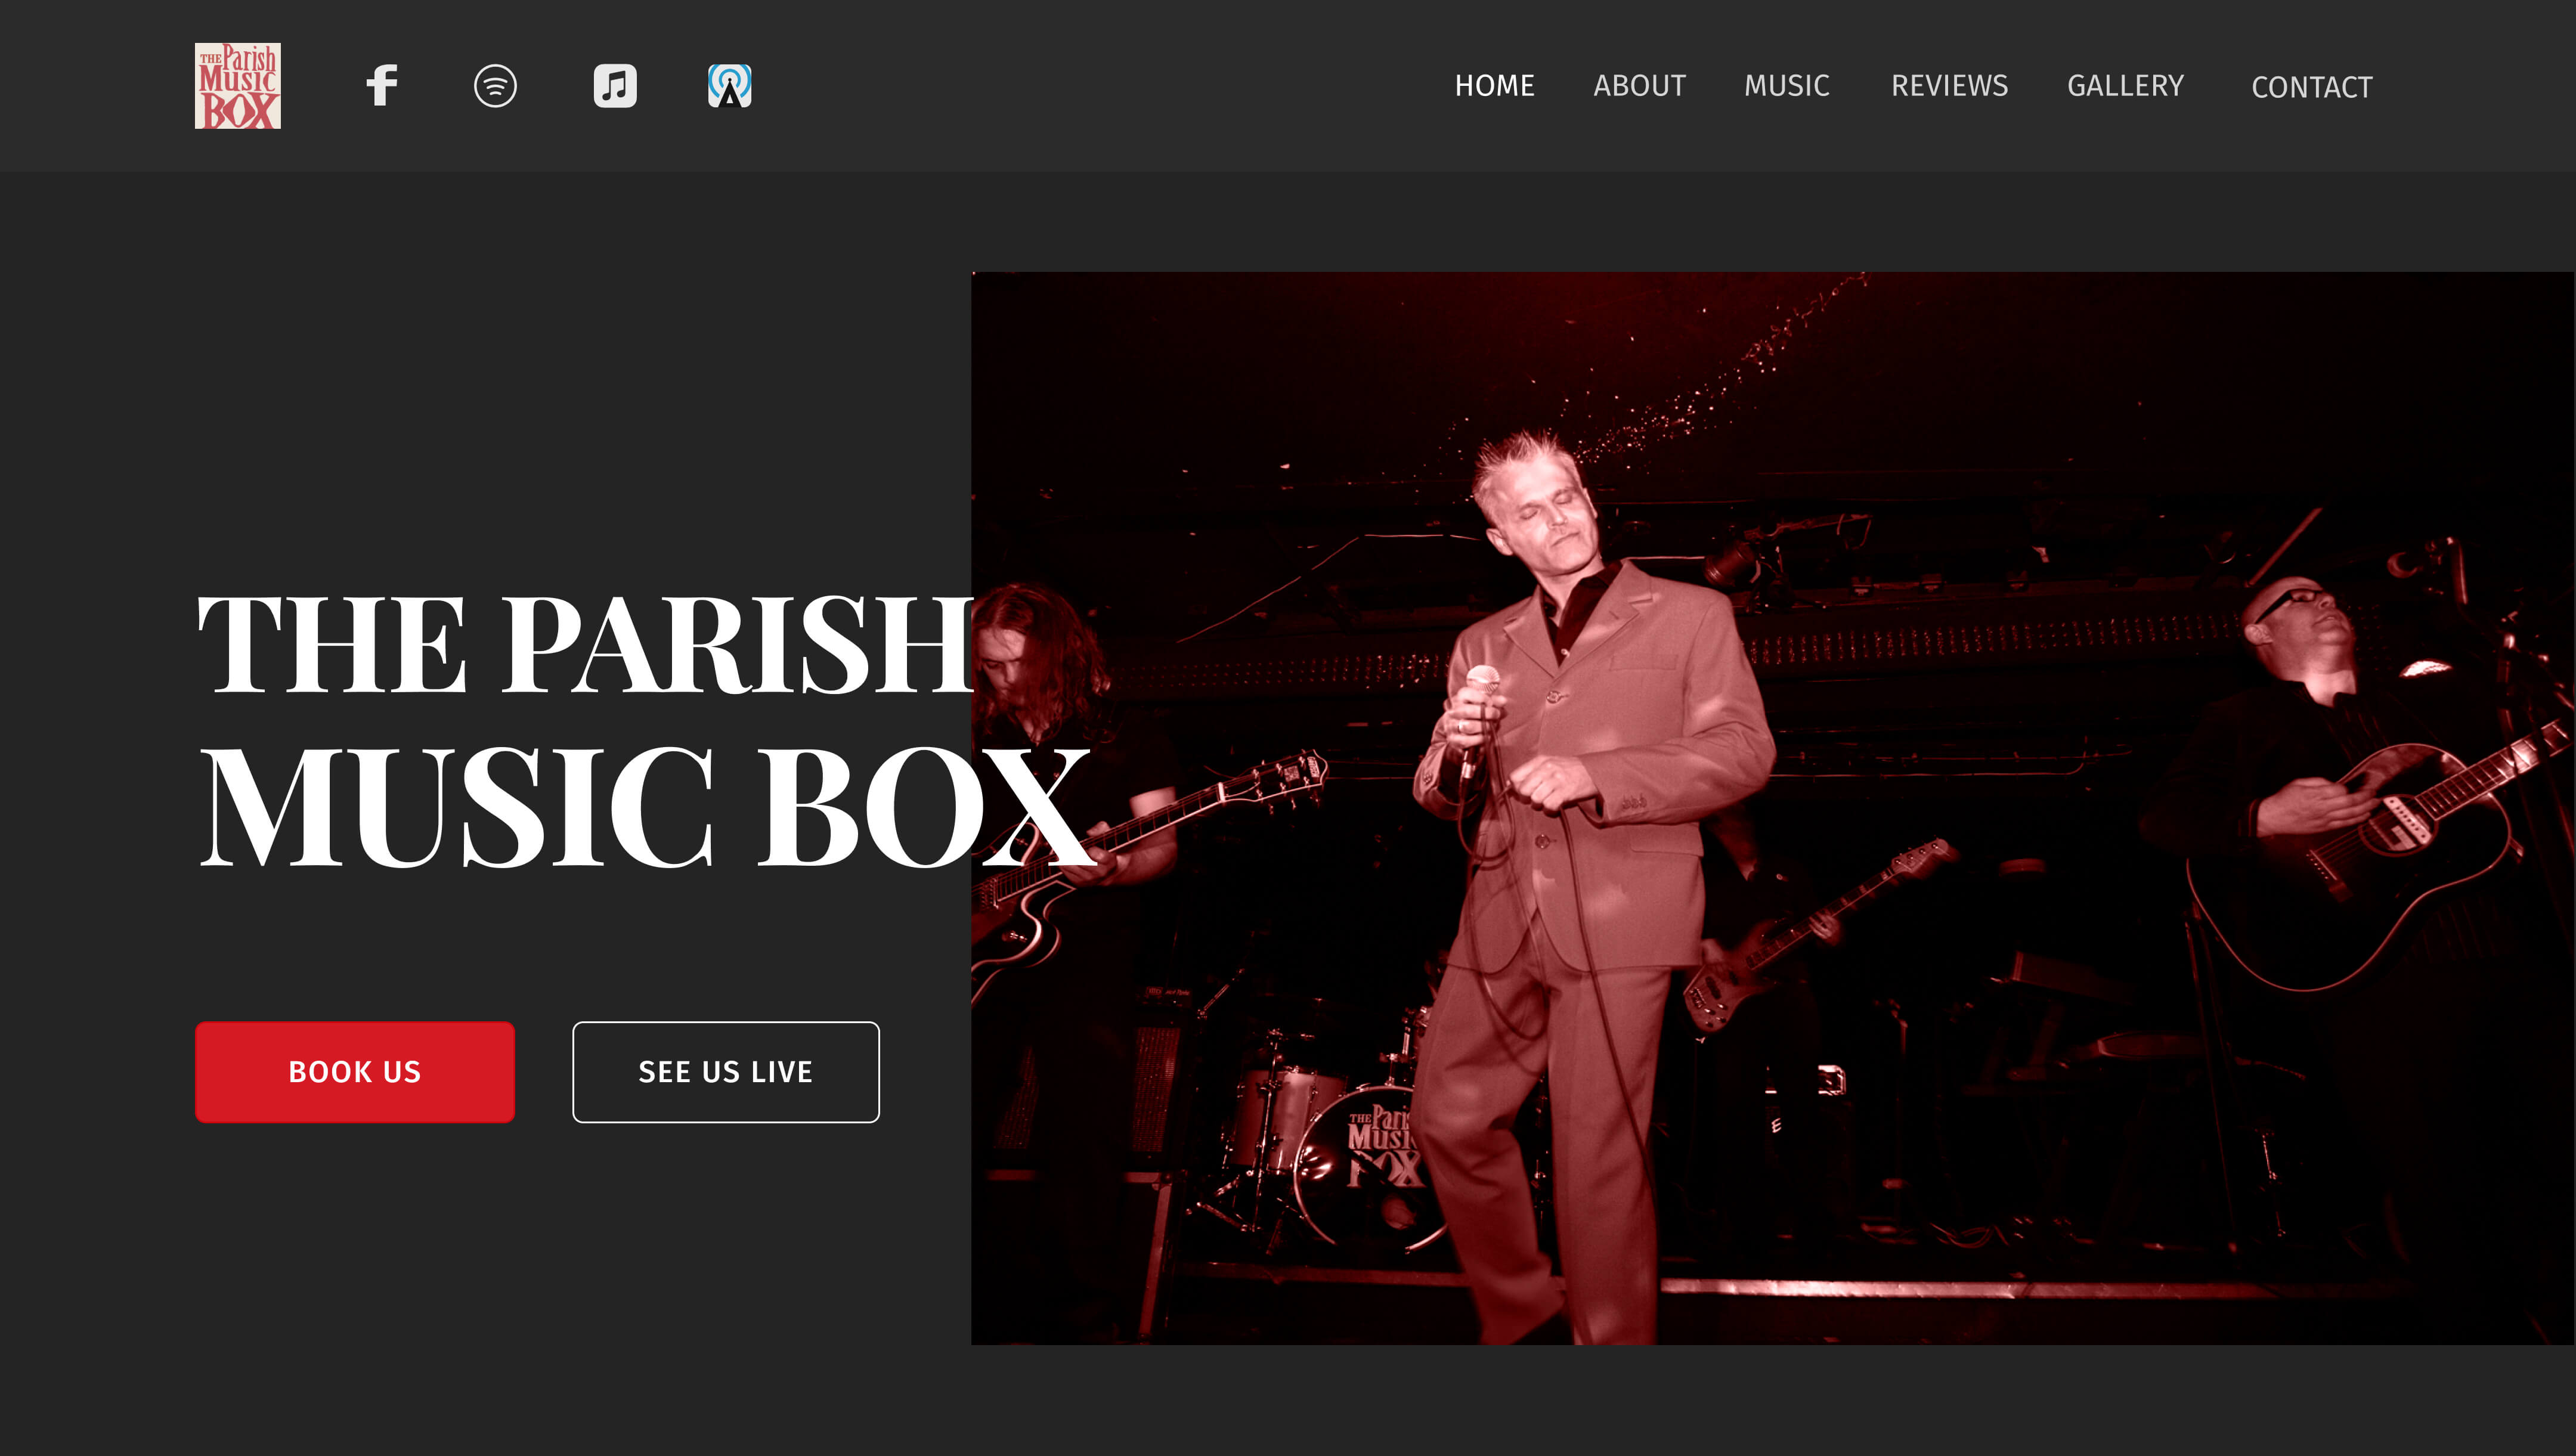 THE Parish
Music
BOX
HOME ABOUT MUSIC REVIEWS GALLERY CONTACT
THE PARISH
MUSIC BOX
BOOK US SEE US LIVE
THE
Music
BOX